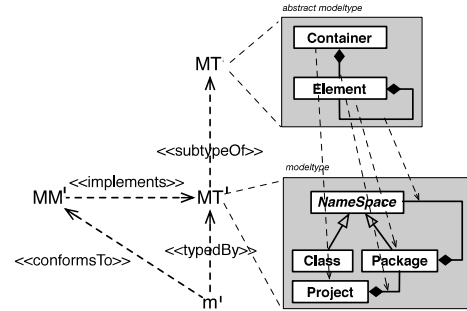 abstract modeltype
Container
MT
Element
<<subtypeOf>>
modeltype
<<implements>>
MM'
MT'
NameSpace
<<typedBy>>
<<conformsTo>>
Class
Package
Project
m'